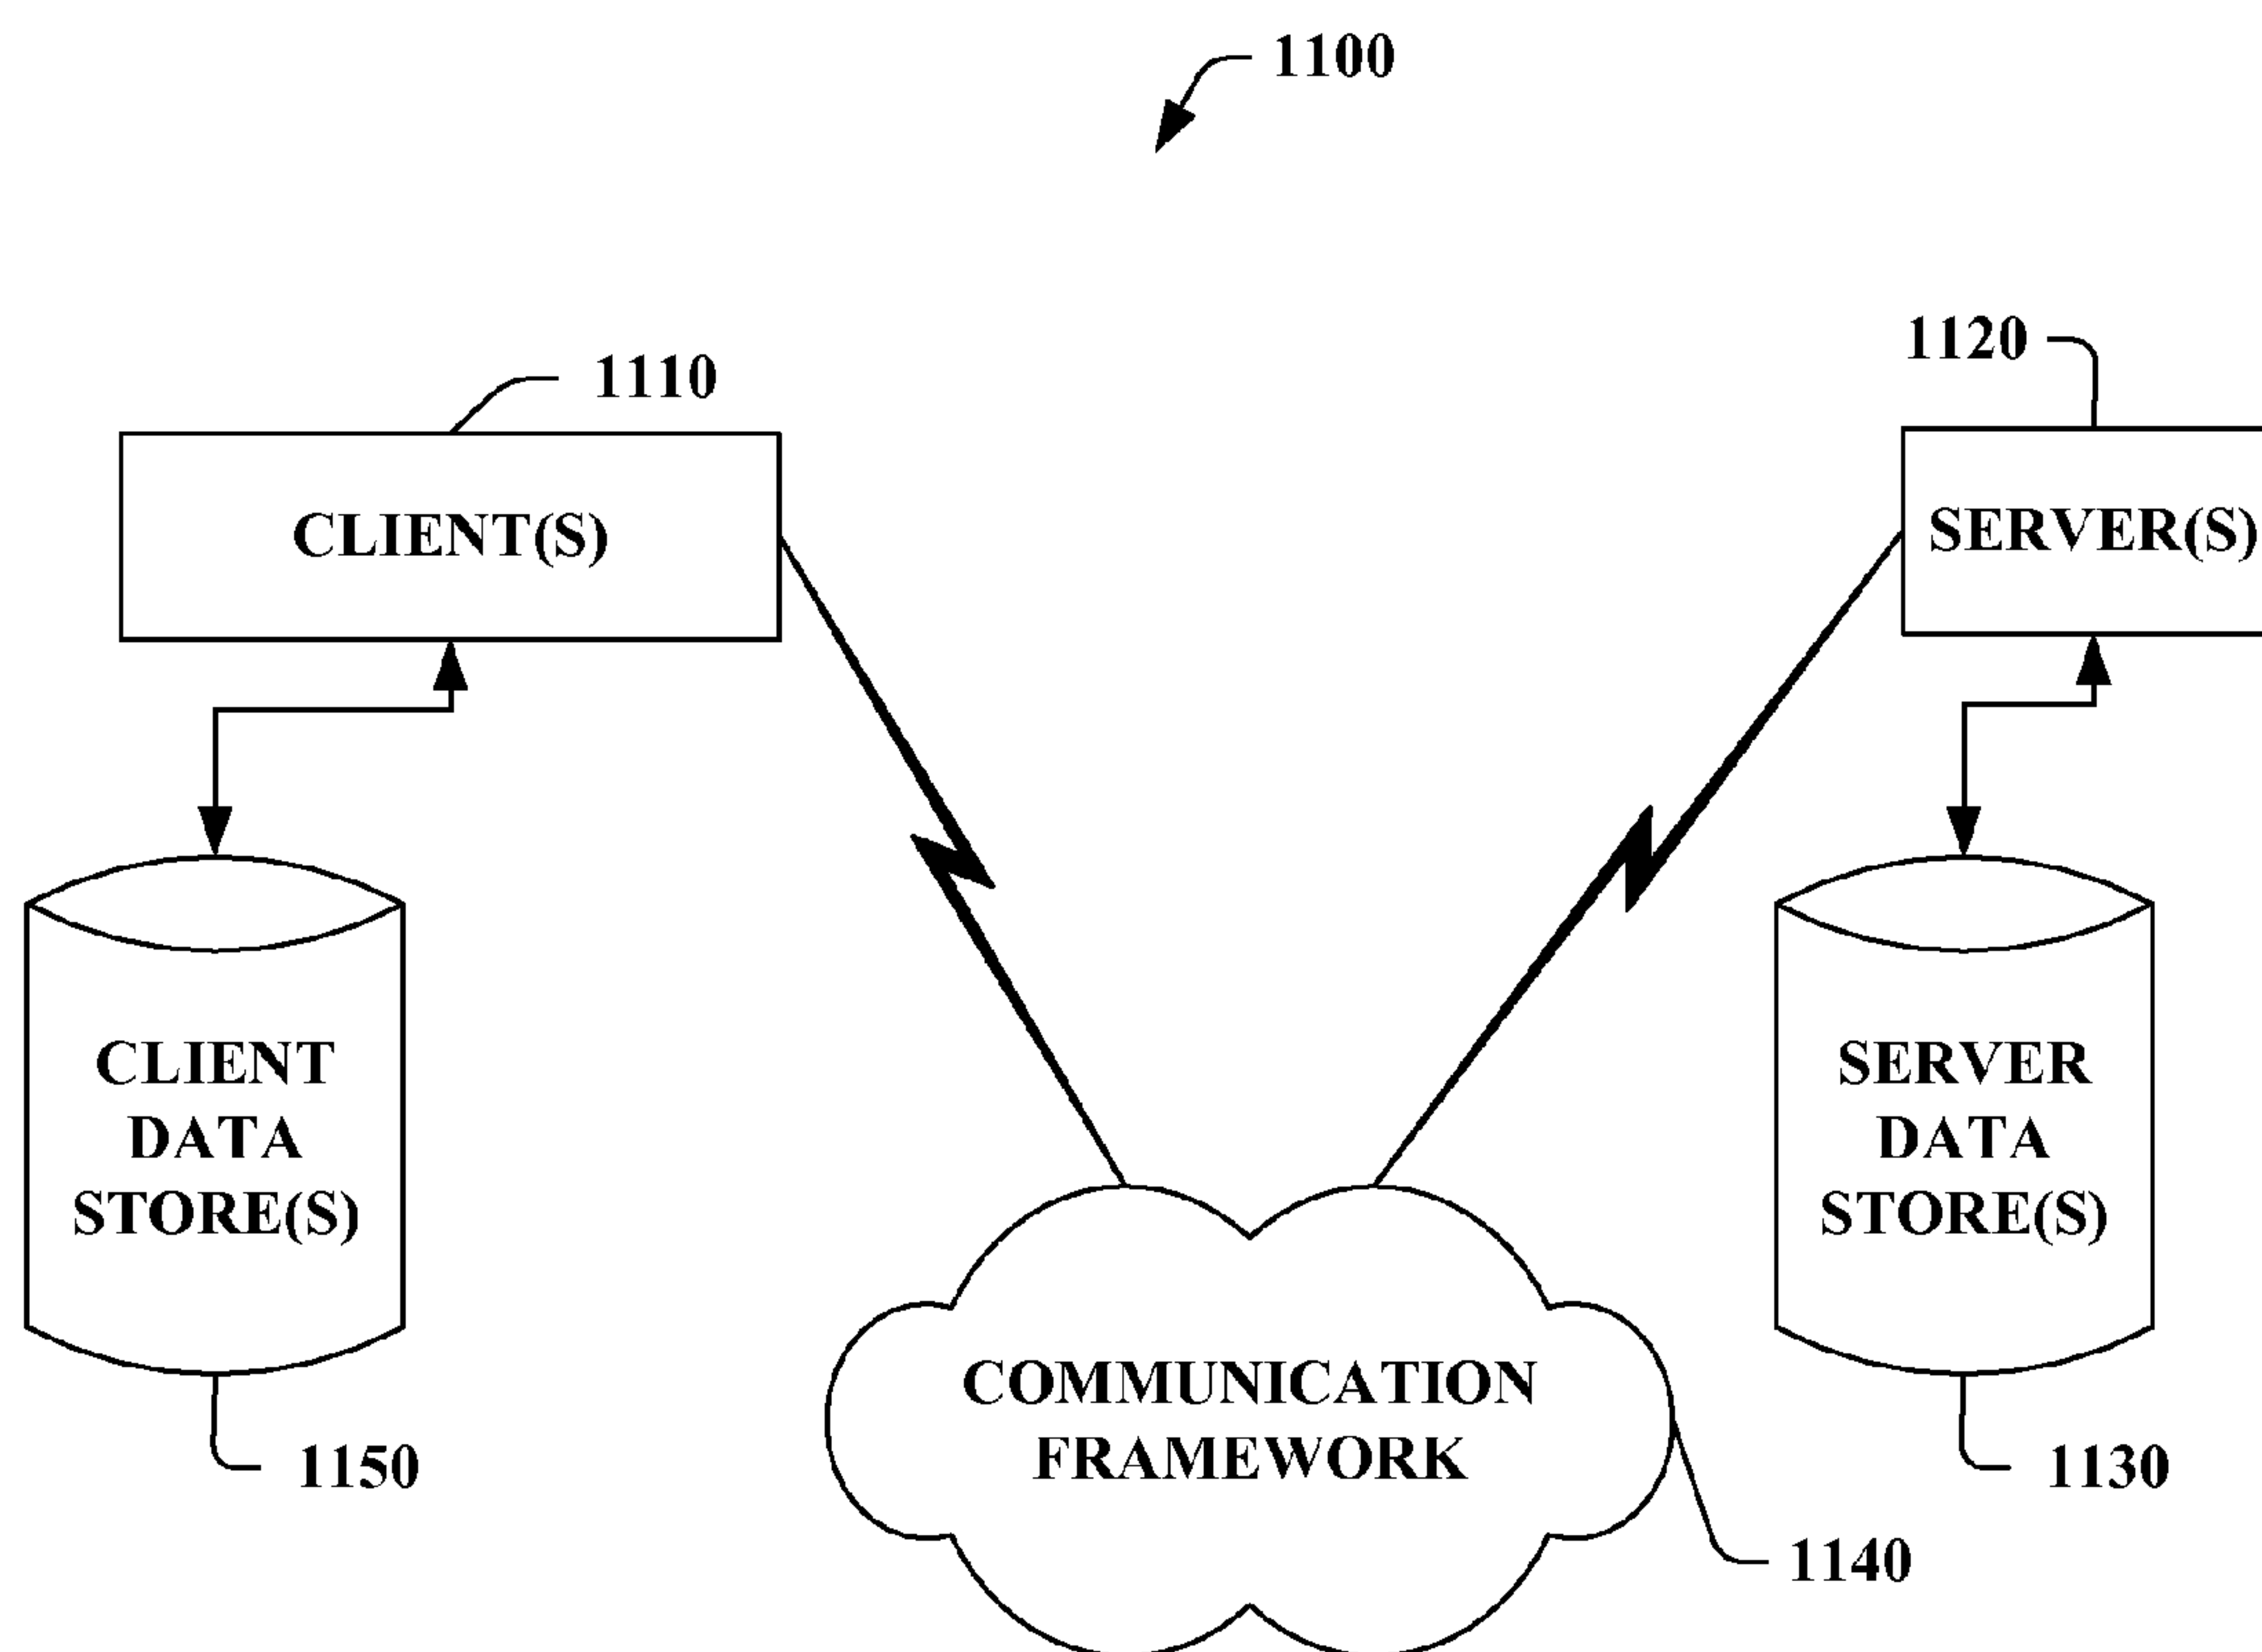 1100
1110
1120
CLIENT(S)
SERVER(S)
CLIENT
DATA
STORE(S)
SERVER
DATA
STORE(S)
COMMUNICATION
FRAMEWORK
1150
1130
1140